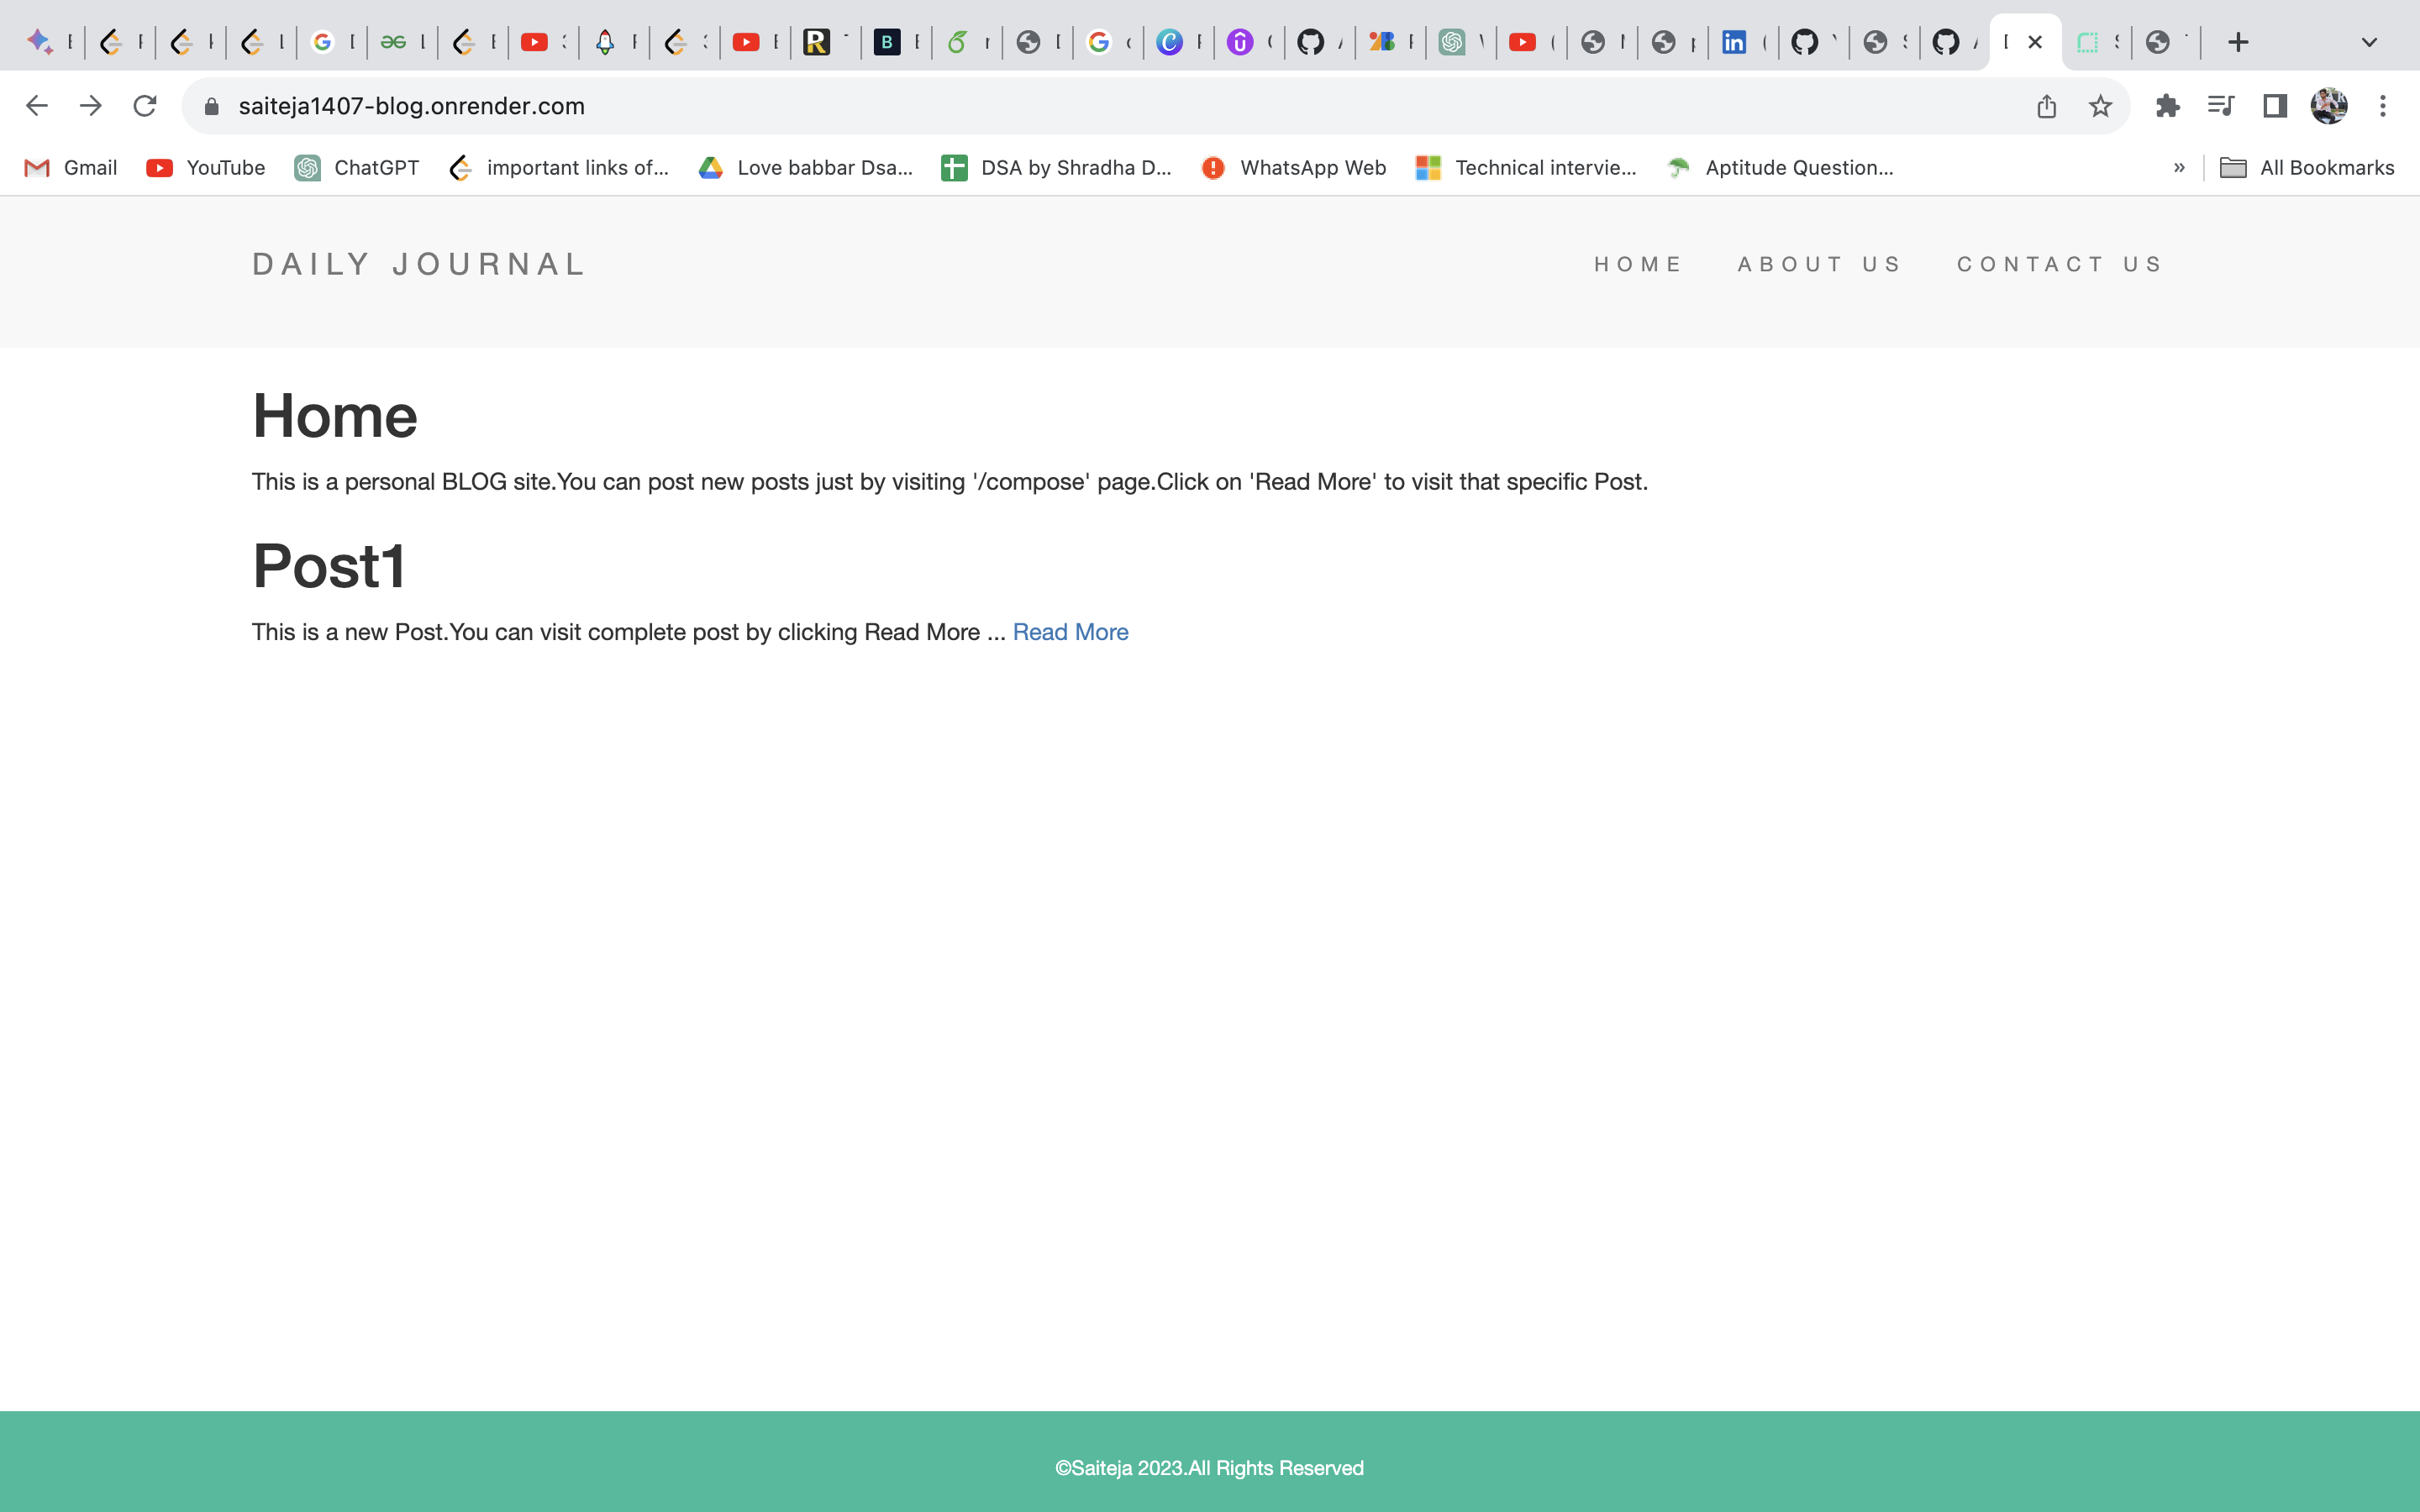 saiteja1407-blog.onrender.com
Gmail YouTube ChatGPT important links of... Love babbar Dsa... DSA by Shradha D... WhatsApp Web Technical intervie... Aptitude Question... » All Bookmarks
DAILY JOURNAL HOME ABOUT US CONTACT US
Home
This is a personal BLOG site.You can post new posts just by visiting '/compose' page.Click on 'Read More' to visit that specific Post.
Post1
This is a new Post.You can visit complete post by clicking Read More ... Read More
©Saiteja 2023.All Rights Reserved